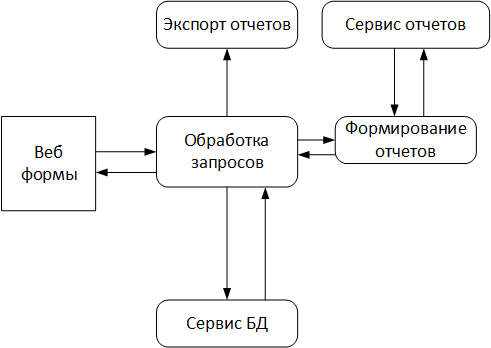 Экспорт отчетов
Сервис отчетов
Веб
формы
Обработка
запросов
Формирование
отчетов
Сервис БД